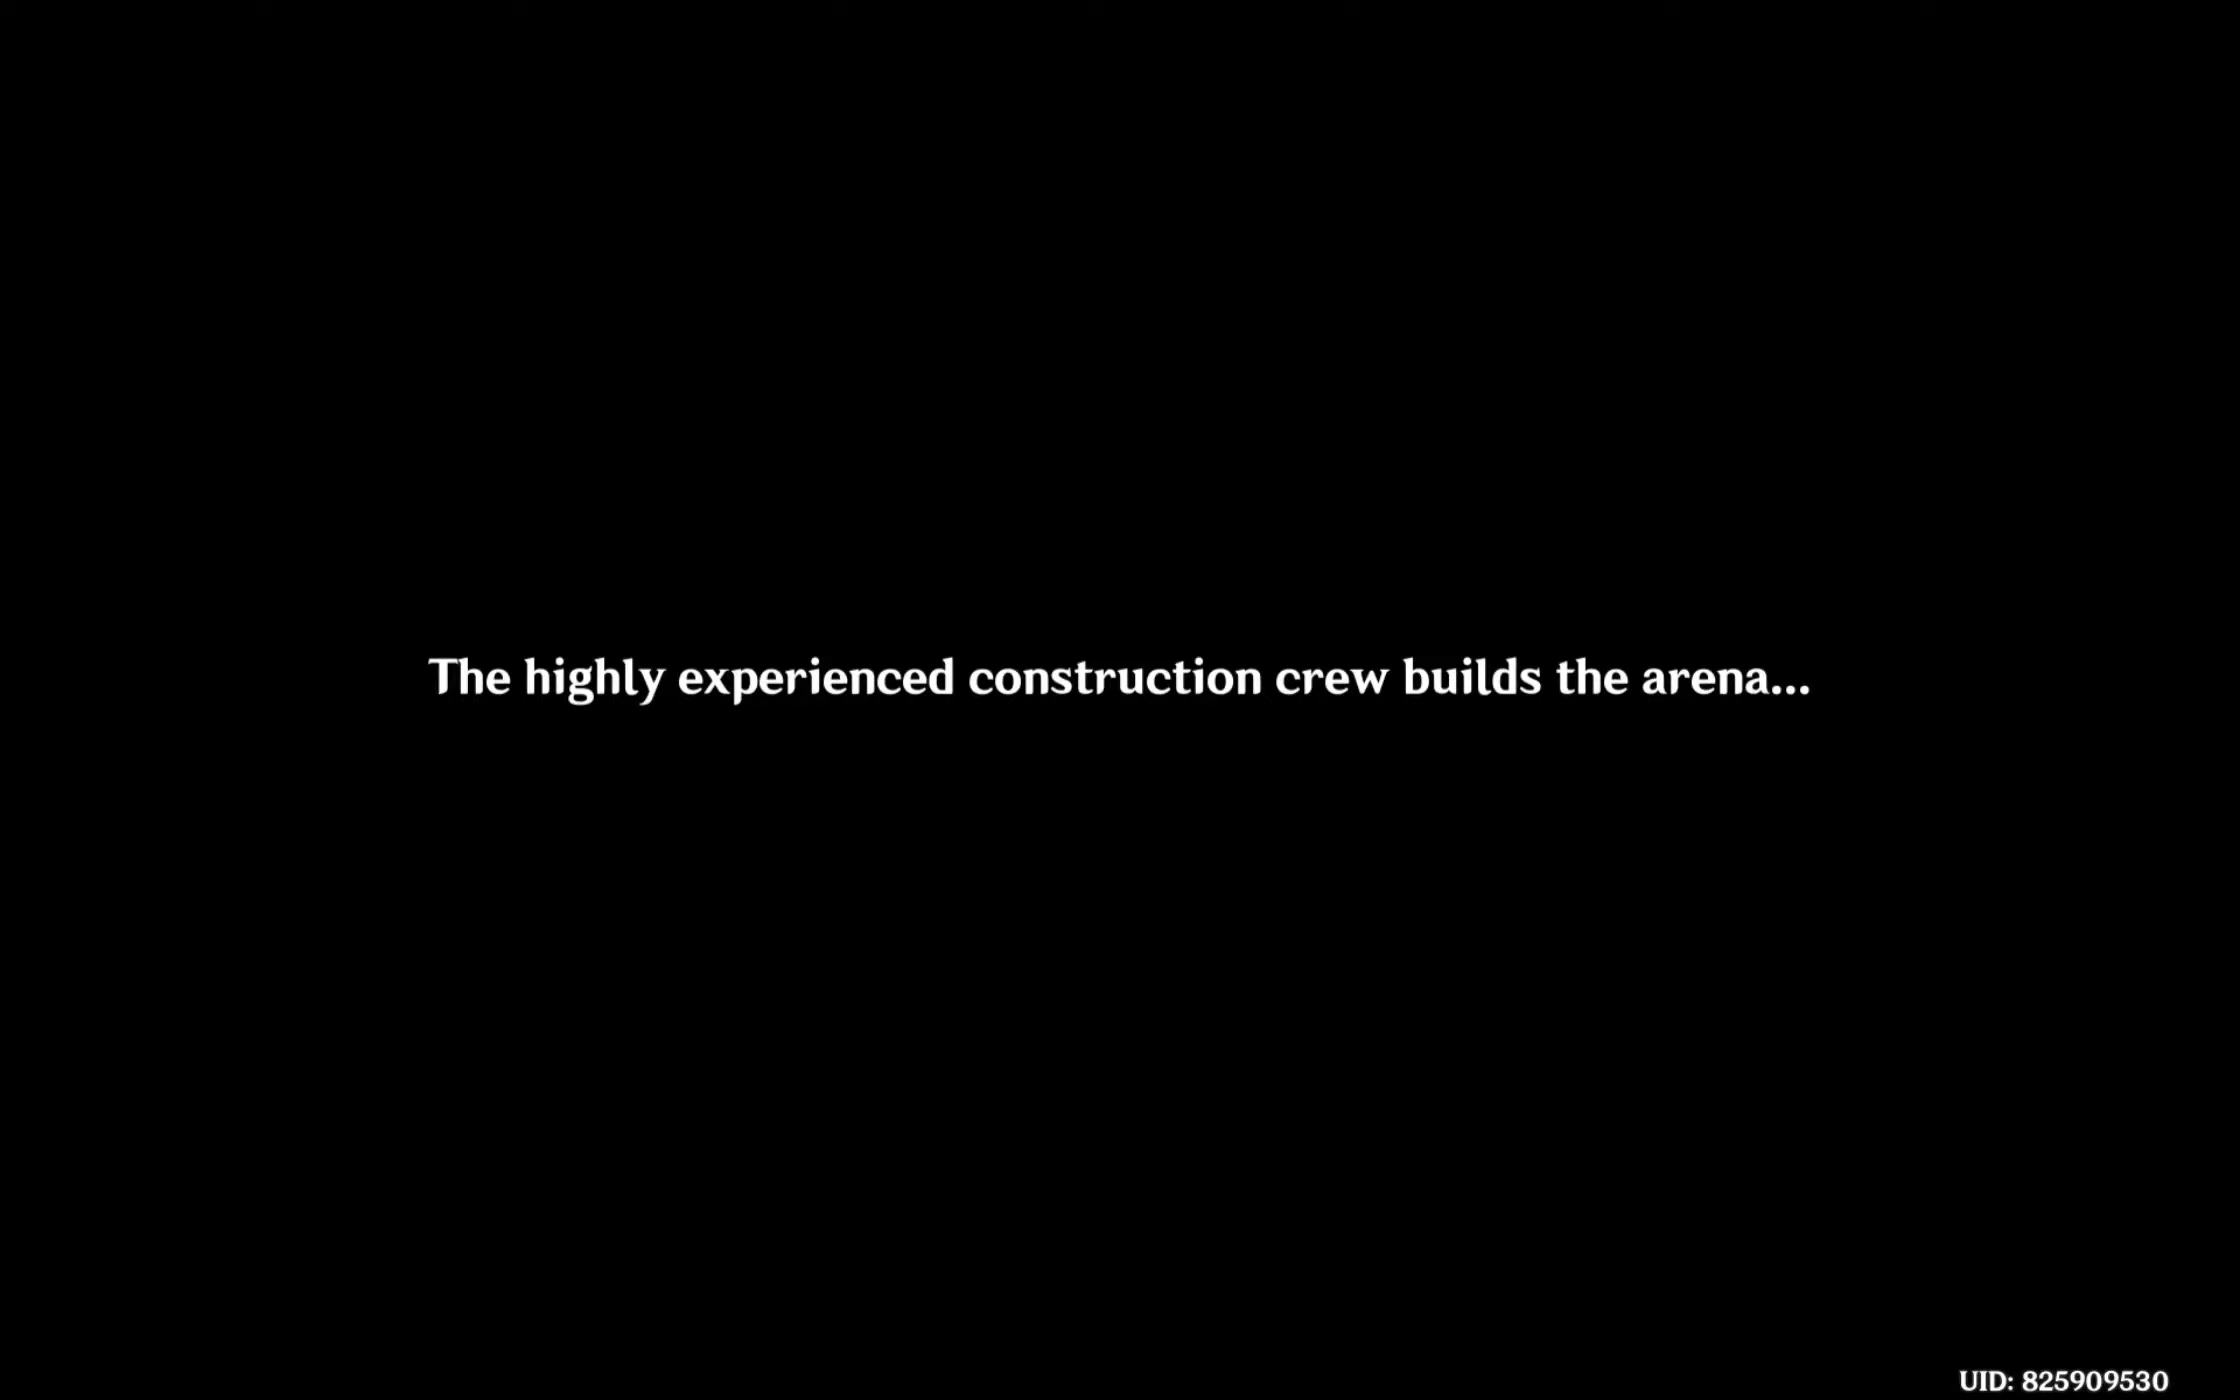 The highly experienced construction crew builds the arena...
UID: 825909530